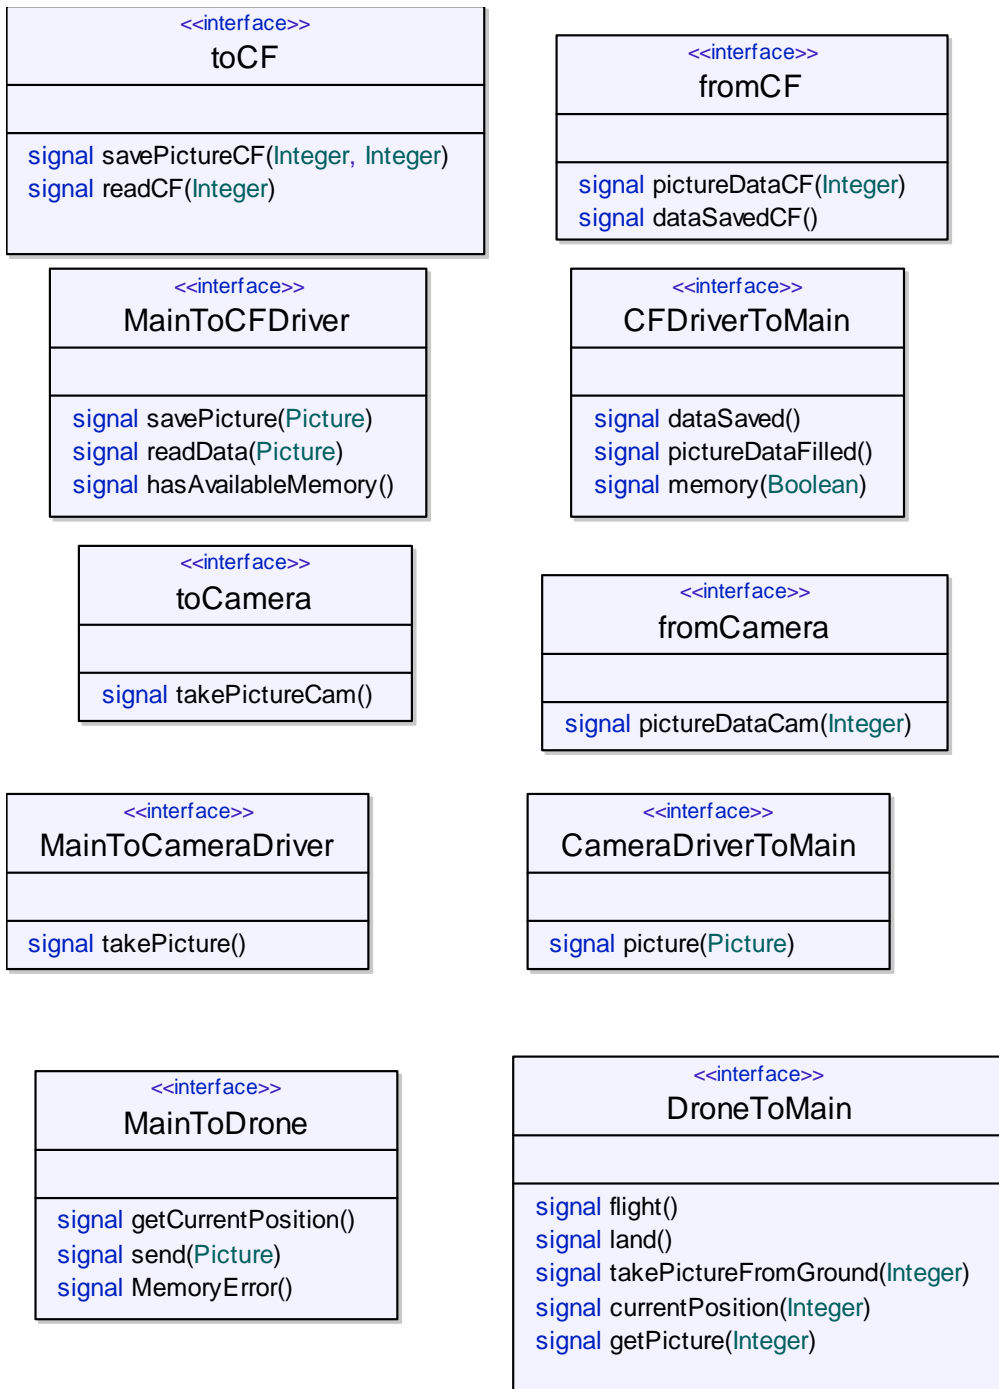 <<interface>>
toCF
signal savePictureCF(Integer, Integer)
signal readCF(Integer)
<<interface>>
fromCF
signal pictureDataCF(Integer)
signal dataSavedCF()
<<interface>>
MainToCFDriver
signal savePicture(Picture)
signal readData(Picture)
signal hasAvailableMemory()
<<interface>>
CFDriverToMain
signal dataSaved()
signal pictureDataFilled()
signal memory(Boolean)
<<interface>>
toCamera
signal takePictureCam()
<<interface>>
fromCamera
signal pictureDataCam(Integer)
<<interface>>
MainToCameraDriver
signal takePicture()
<<interface>>
CameraDriverToMain
signal picture(Picture)
<<interface>>
MainToDrone
signal getCurrentPosition()
signal send(Picture)
signal MemoryError()
<<interface>>
DroneToMain
signal flight()
signal land()
signal takePictureFromGround(Integer)
signal currentPosition(Integer)
signal getPicture(Integer)